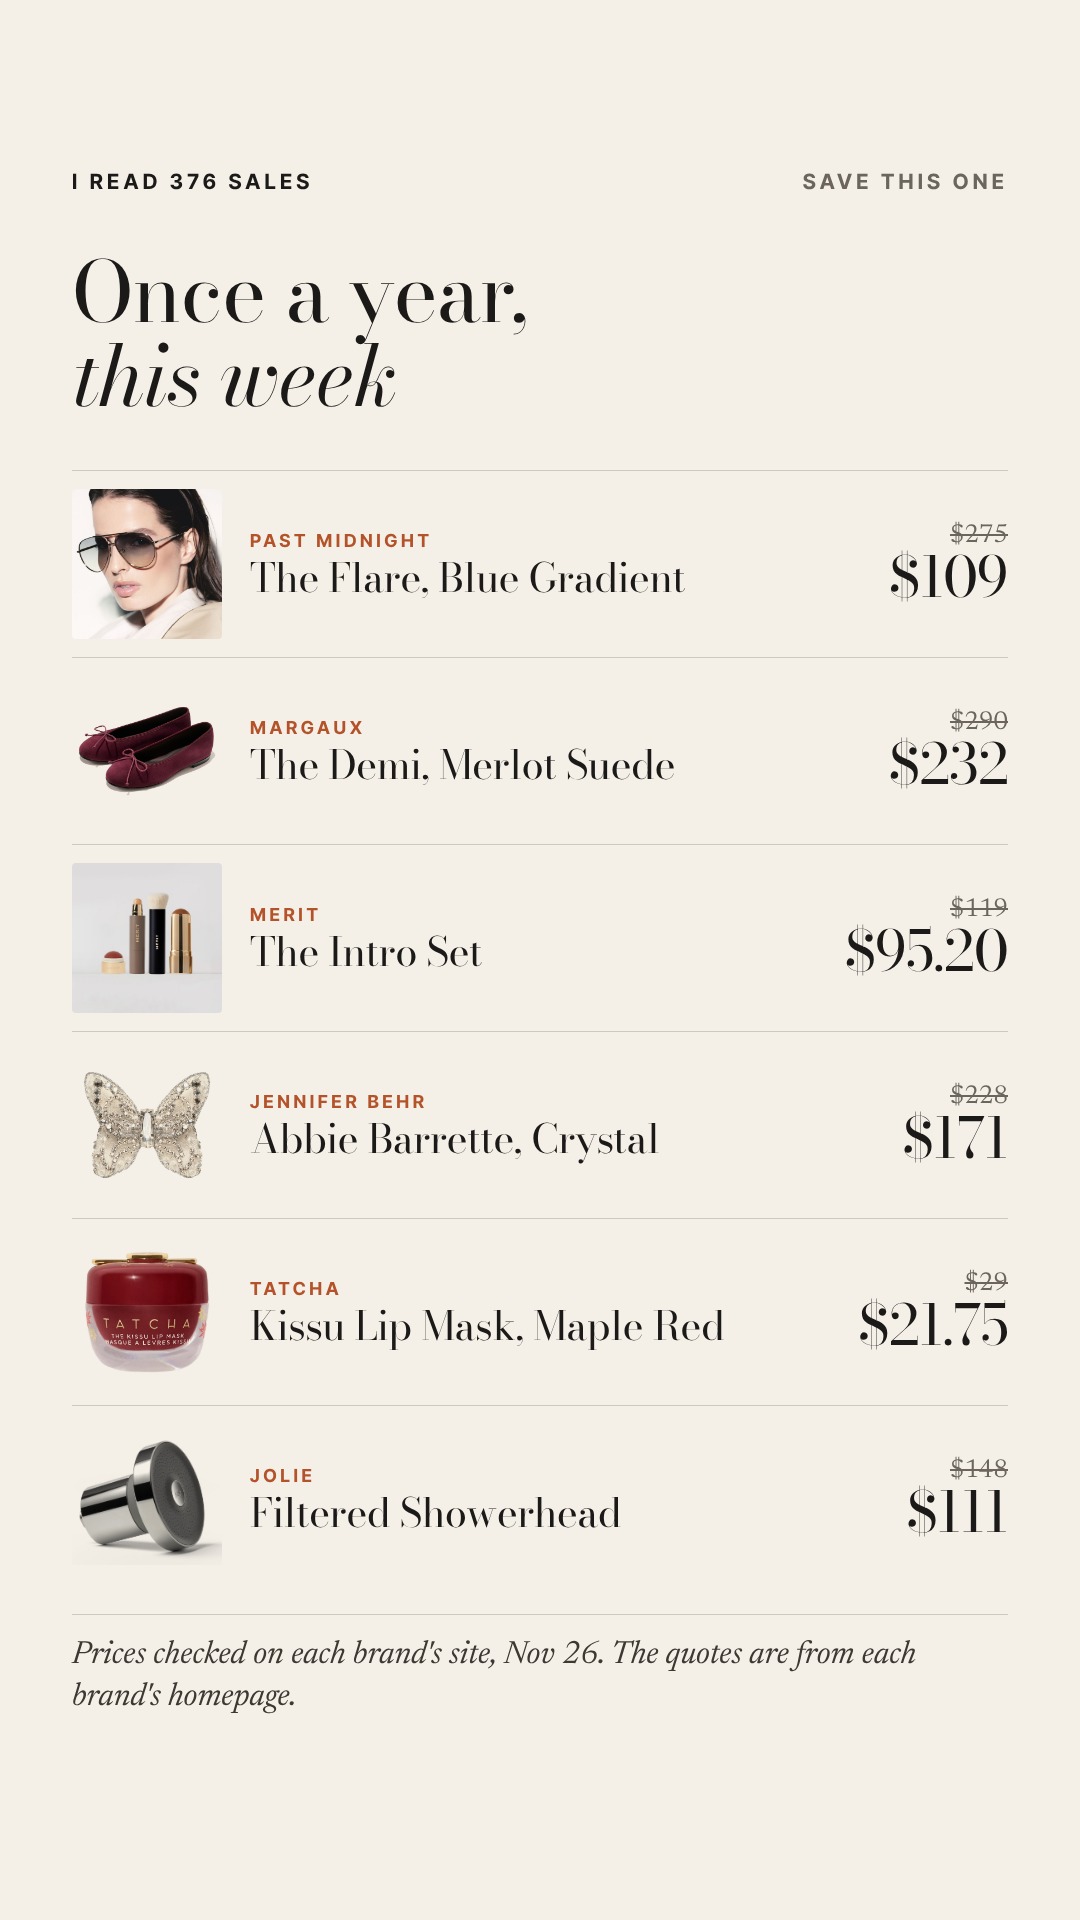 I READ 376 SALES
SAVE THIS ONE
Once a year,
this week
PAST MIDNIGHT
The Flare, Blue Gradient
$275
$109
MARGAUX
The Demi, Merlot Suede
$290
$232
MERIT
The Intro Set
$119
$95.20
JENNIFER BEHR
Abbie Barrette, Crystal
$228
$171
TATCHA
THE KISSU LIP MASK
TATCHA
Kissu Lip Mask, Maple Red
$29
$21.75
JOLIE
Filtered Showerhead
$148
$111
Prices checked on each brand's site, Nov 26. The quotes are from each
brand's homepage.